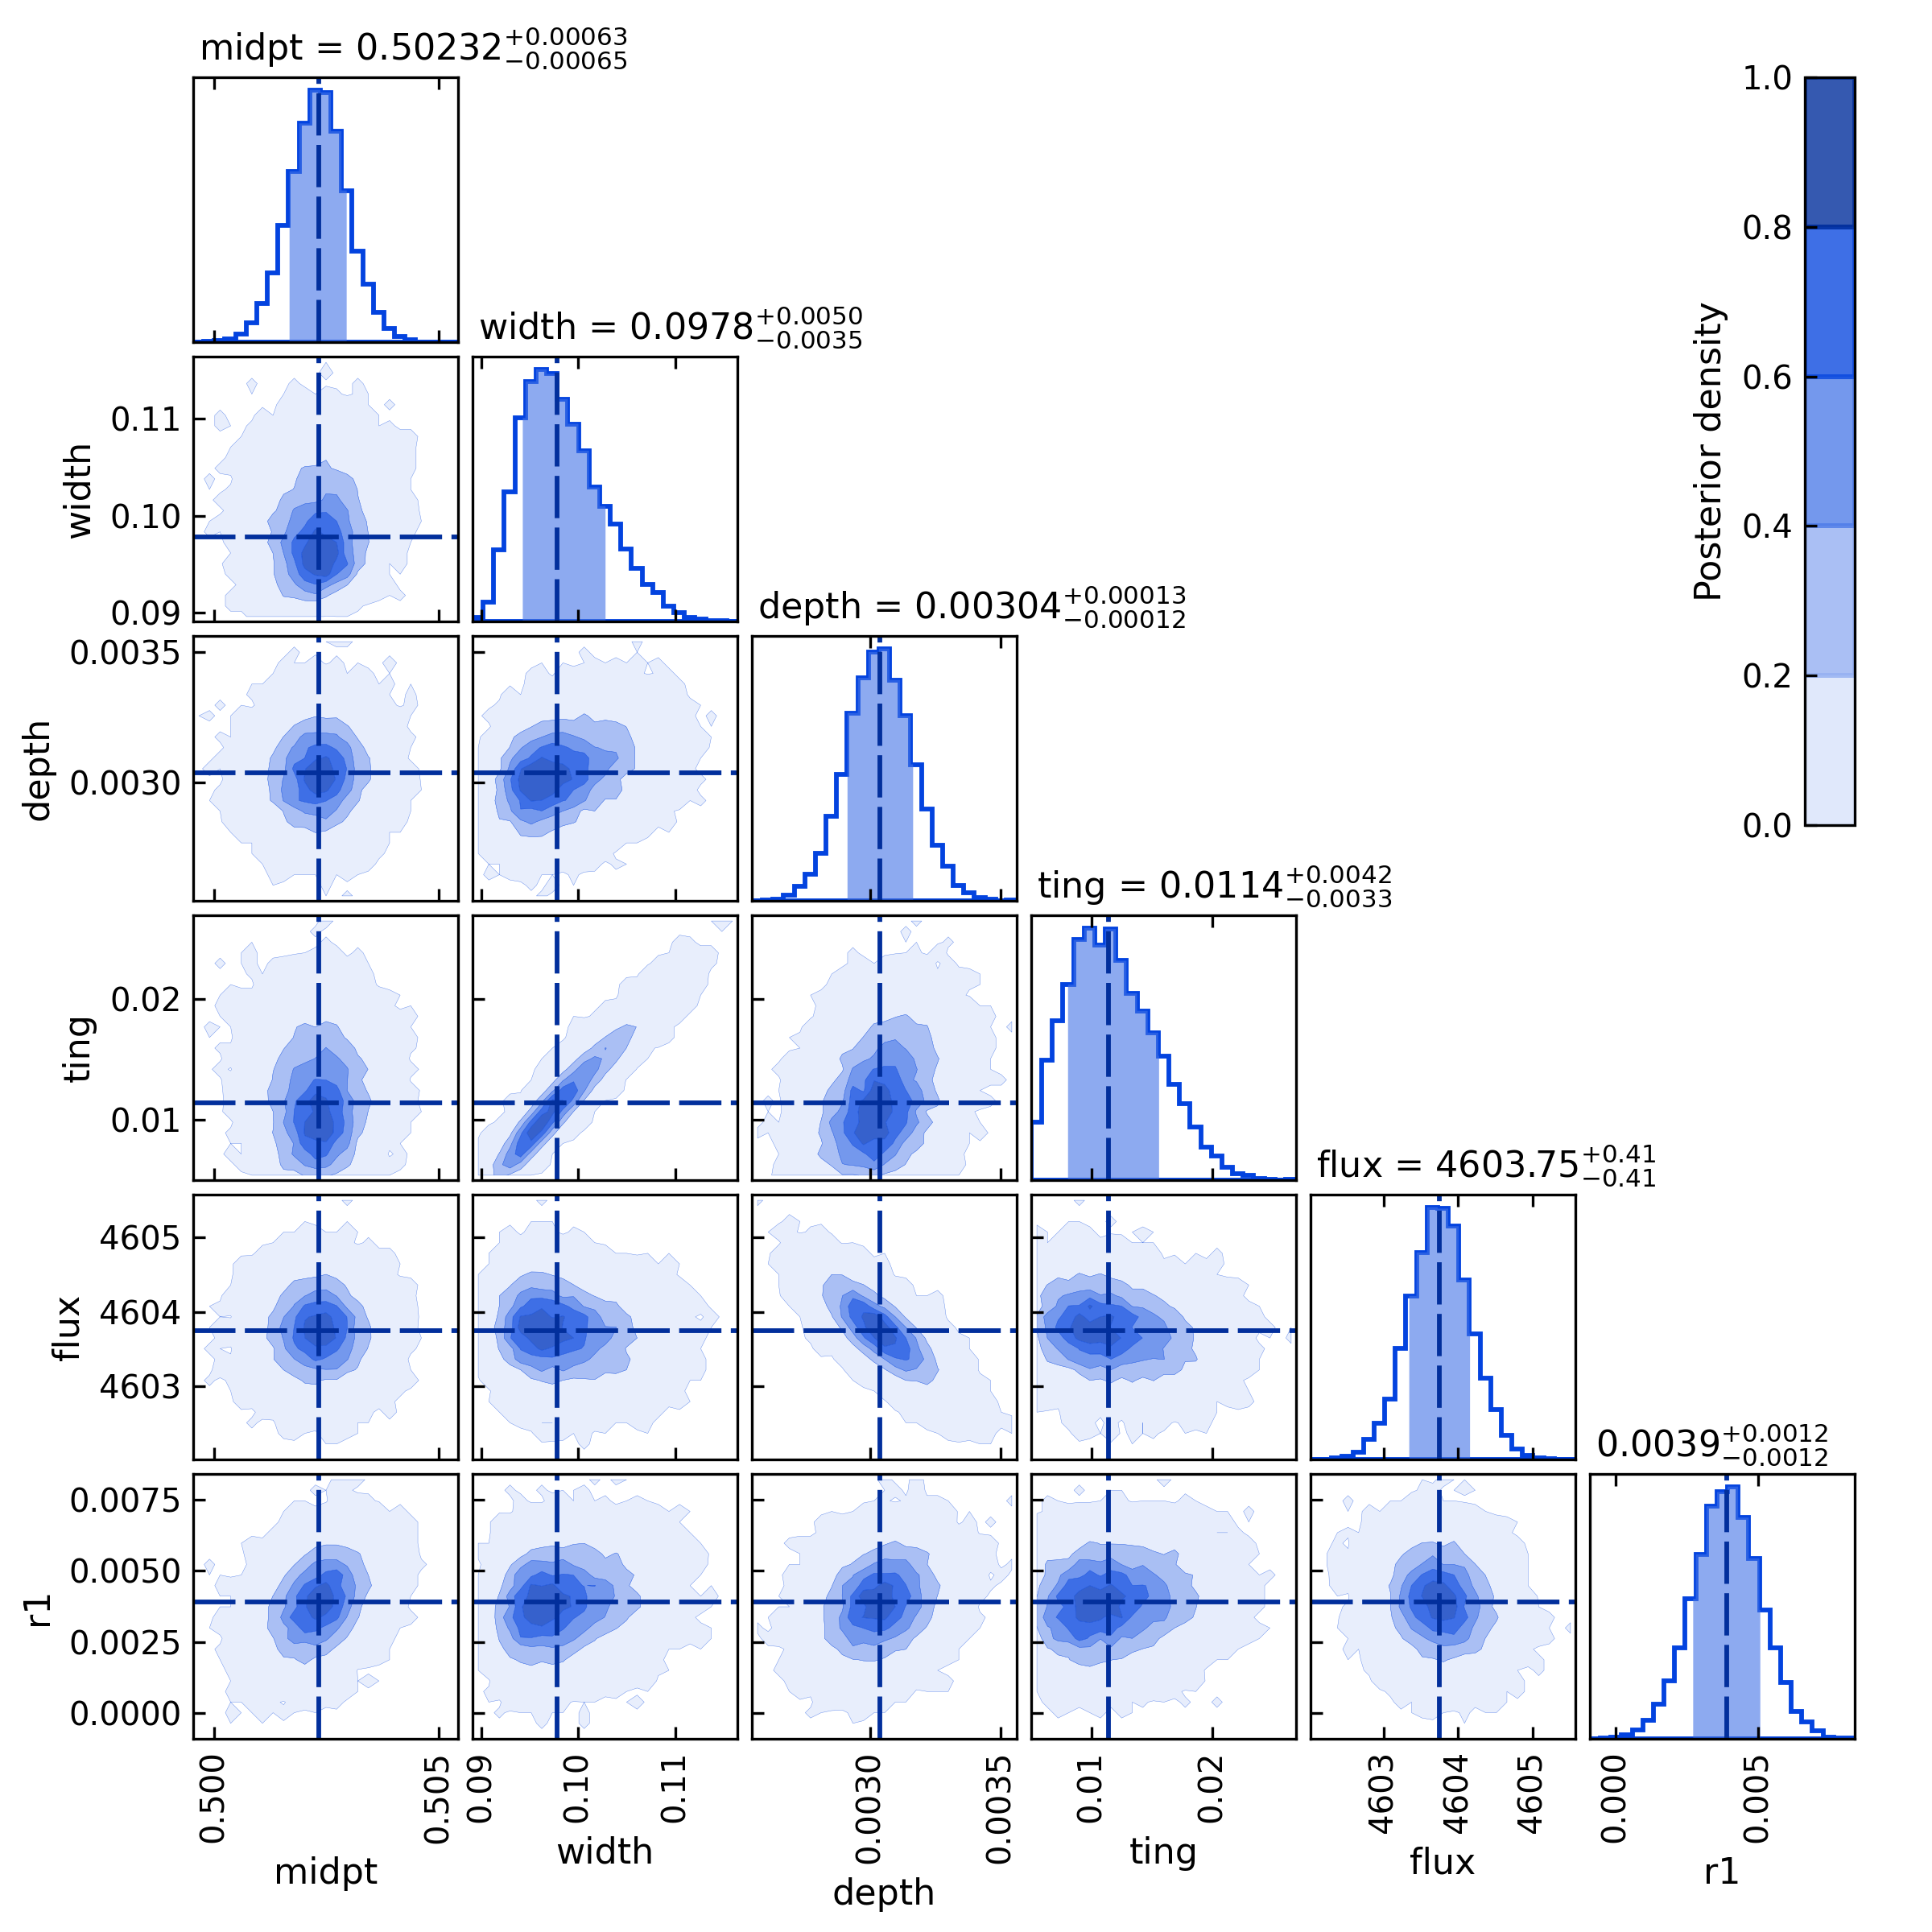 midpt = 0.50232+0.00063−0.00065
1.0
0.8
0.6
0.4
0.2
0.0
Posterior density
width = 0.0978+0.0050−0.0035
0.11
0.10
0.09
width
depth = 0.00304+0.00013−0.00012
0.0035
0.0030
depth
ting = 0.0114+0.0042−0.0033
0.02
0.01
ting
flux = 4603.75+0.41−0.41
4605
4604
4603
flux
0.0039+0.0012−0.0012
0.0075
0.0050
0.0025
0.0000
r1
0.500 0.505 0.09 0.10 0.11 0.0030 0.0035 0.01 0.02 4603 4604 4605 0.000 0.005
midpt width depth ting flux r1